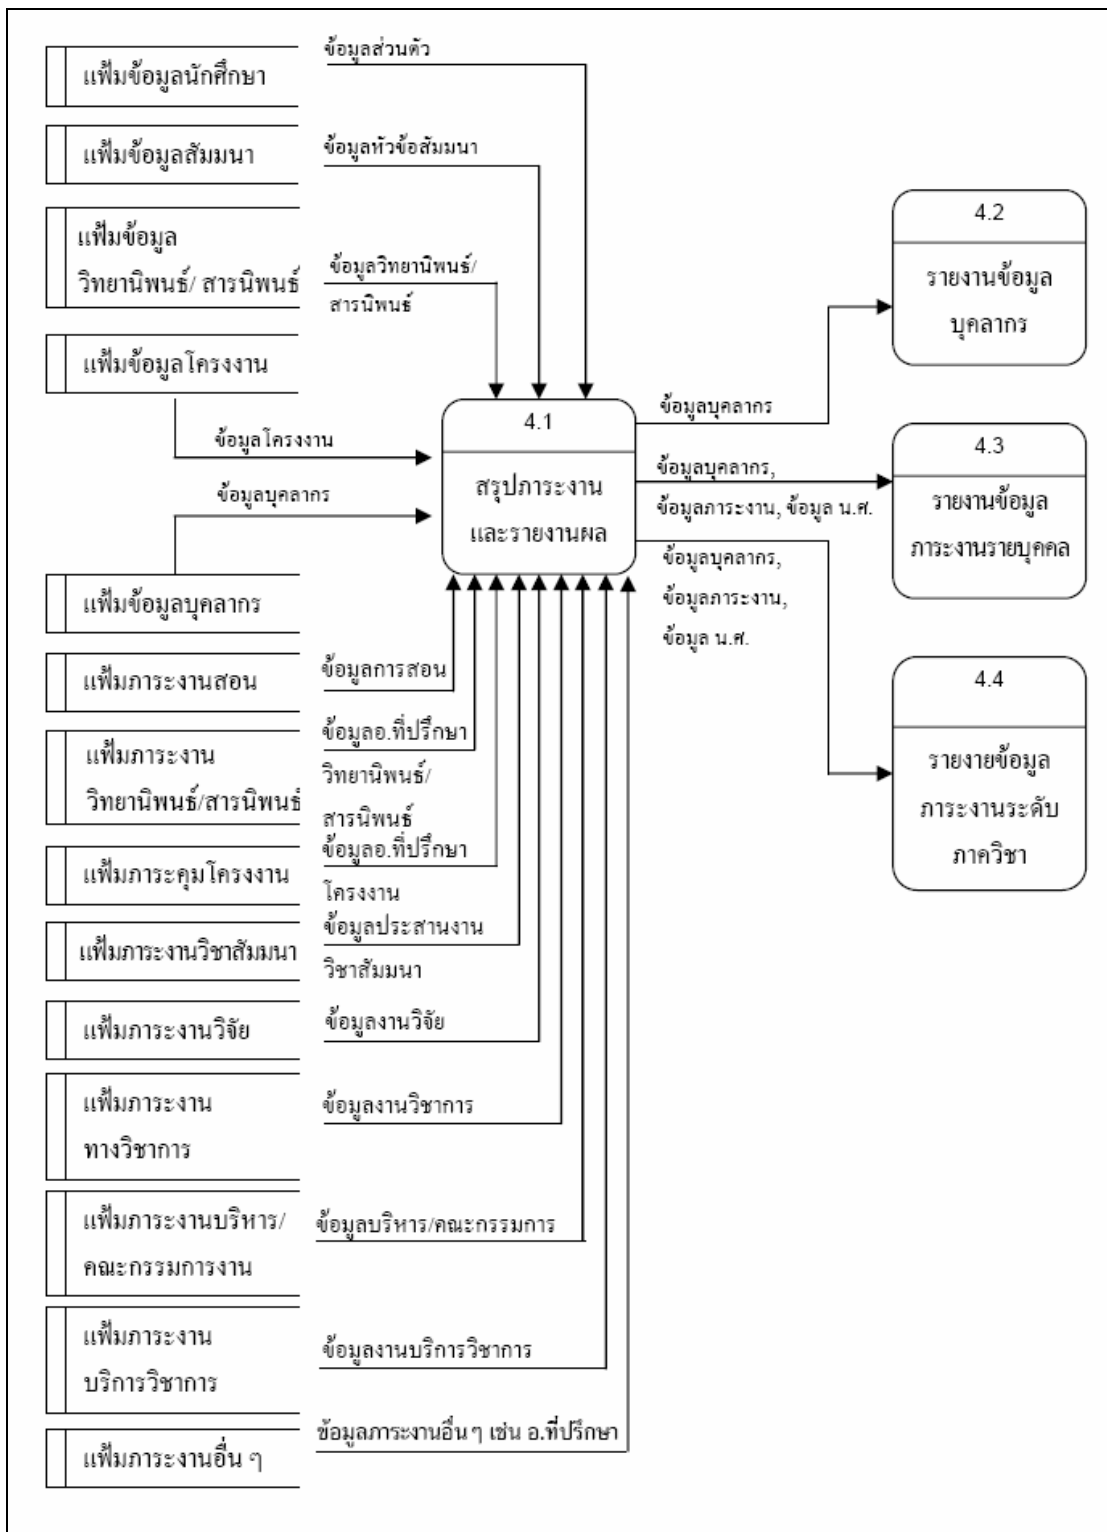 แฟ้มข้อมูลนักศึกษา
ข้อมูลส่วนตัว
แฟ้มข้อมูลสัมมนา
ข้อมูลหัวข้อสัมมนา
แฟ้มข้อมูล
วิทยานิพนธ์/ สารนิพนธ์
ข้อมูลวิทยานิพนธ์/
สารนิพนธ์
แฟ้มข้อมูลโครงงาน
ข้อมูลโครงงาน
ข้อมูลบุคลากร
แฟ้มข้อมูลบุคลากร
4.1
สรุปภาระงาน
และรายงานผล
ข้อมูลบุคลากร
4.2
รายงานข้อมูล
บุคลากร
ข้อมูลบุคลากร,
ข้อมูลภาระงาน, ข้อมูล น.ศ.
4.3
รายงานข้อมูล
ภาระงานรายบุคคล
ข้อมูลบุคลากร,
ข้อมูลภาระงาน,
ข้อมูล น.ศ.
4.4
รายงายข้อมูล
ภาระงานระดับ
ภาควิชา
แฟ้มภาระงานสอน
ข้อมูลการสอน
แฟ้มภาระงาน
วิทยานิพนธ์/สารนิพนธ์
ข้อมูลอ.ที่ปรึกษา
วิทยานิพนธ์/
สารนิพนธ์
แฟ้มภาระคุมโครงงาน
ข้อมูลอ.ที่ปรึกษา
โครงงาน
แฟ้มภาระงานวิชาสัมมนา
ข้อมูลประสานงาน
วิชาสัมมนา
แฟ้มภาระงานวิจัย
ข้อมูลงานวิจัย
แฟ้มภาระงาน
ทางวิชาการ
ข้อมูลงานวิชาการ
แฟ้มภาระงานบริหาร/
คณะกรรมการงาน
ข้อมูลบริหาร/คณะกรรมการ
แฟ้มภาระงาน
บริการวิชาการ
ข้อมูลงานบริการวิชาการ
แฟ้มภาระงานอื่น ๆ
ข้อมูลภาระงานอื่น ๆ เช่น อ.ที่ปรึกษา